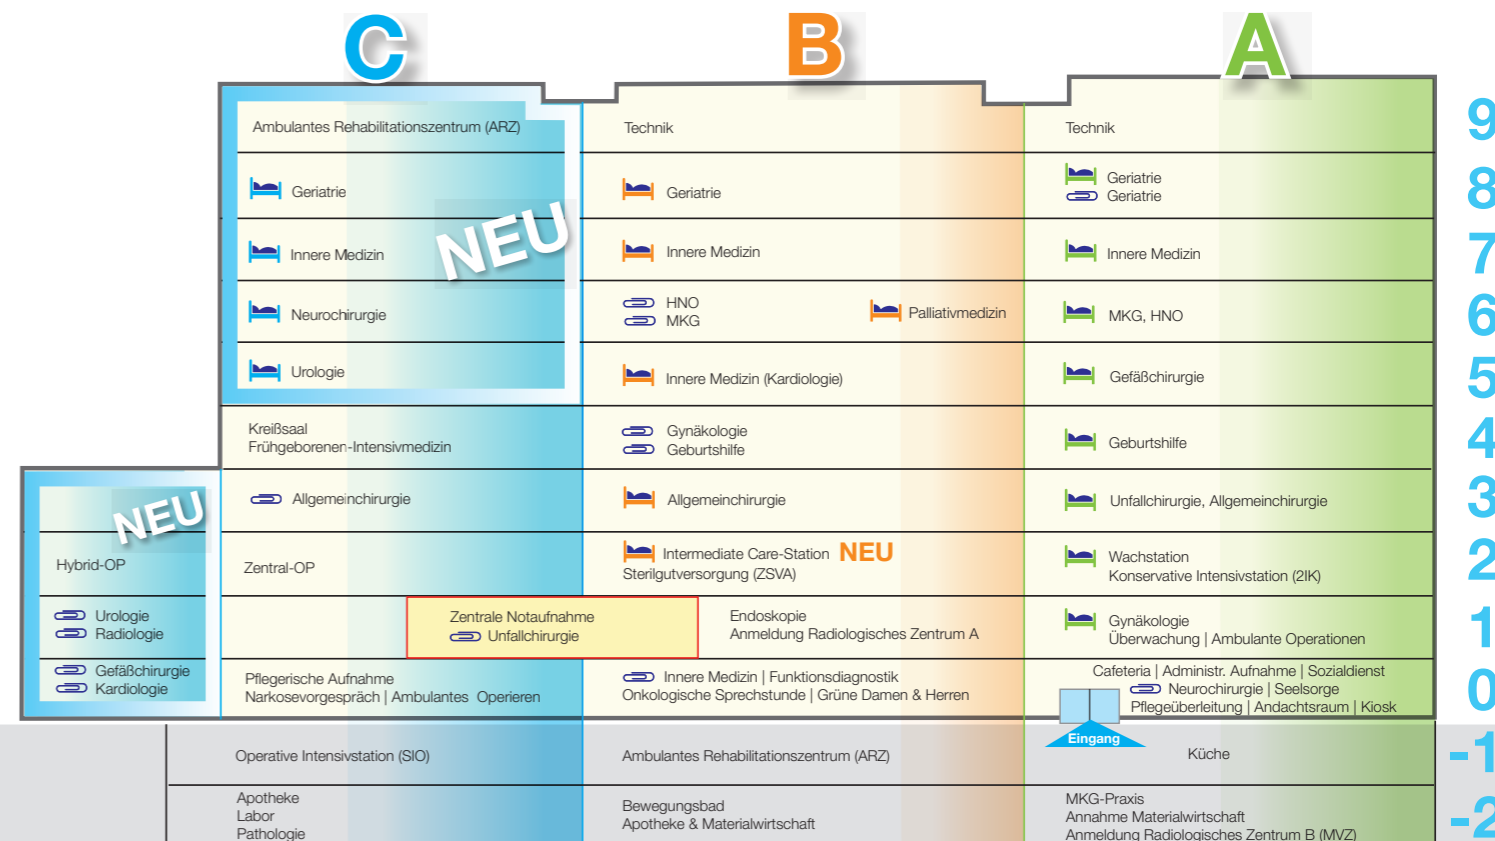 C
B
A
Ambulantes Rehabilitationszentrum (ARZ)
Technik
Technik
9
Geriatrie
Geriatrie
Geriatrie
Geriatrie
8
NEU
Innere Medizin
Innere Medizin
Innere Medizin
7
Neurochirurgie
HNO
MKG
Palliativmedizin
MKG, HNO
6
Urologie
Innere Medizin (Kardiologie)
Gefäßchirurgie
5
Kreißsaal
Frühgeborenen-Intensivmedizin
Gynäkologie
Geburtshilfe
Geburtshilfe
4
NEU
Allgemeinchirurgie
Allgemeinchirurgie
Unfallchirurgie, Allgemeinchirurgie
3
Hybrid-OP
Zentral-OP
Intermediate Care-Station NEU
Sterilgutversorgung (ZSVA)
Wachstation
Konservative Intensivstation (2IK)
2
Urologie
Radiologie
Zentrale Notaufnahme
Unfallchirurgie
Endoskopie
Anmeldung Radiologisches Zentrum A
Gynäkologie
Überwachung | Ambulante Operationen
1
Gefäßchirurgie
Kardiologie
Pflegerische Aufnahme
Narkosevorgespräch | Ambulantes Operieren
Innere Medizin | Funktionsdiagnostik
Onkologische Sprechstunde | Grüne Damen & Herren
Cafeteria | Administr. Aufnahme | Sozialdienst
Neurochirurgie | Seelsorge
Pflegeüberleitung | Andachtsraum | Kiosk
0
Eingang
Operative Intensivstation (SIO)
Ambulantes Rehabilitationszentrum (ARZ)
Küche
-1
Apotheke
Labor
Pathologie
Bewegungsbad
Apotheke & Materialwirtschaft
MKG-Praxis
Annahme Materialwirtschaft
Anmeldung Radiologisches Zentrum B (MVZ)
-2